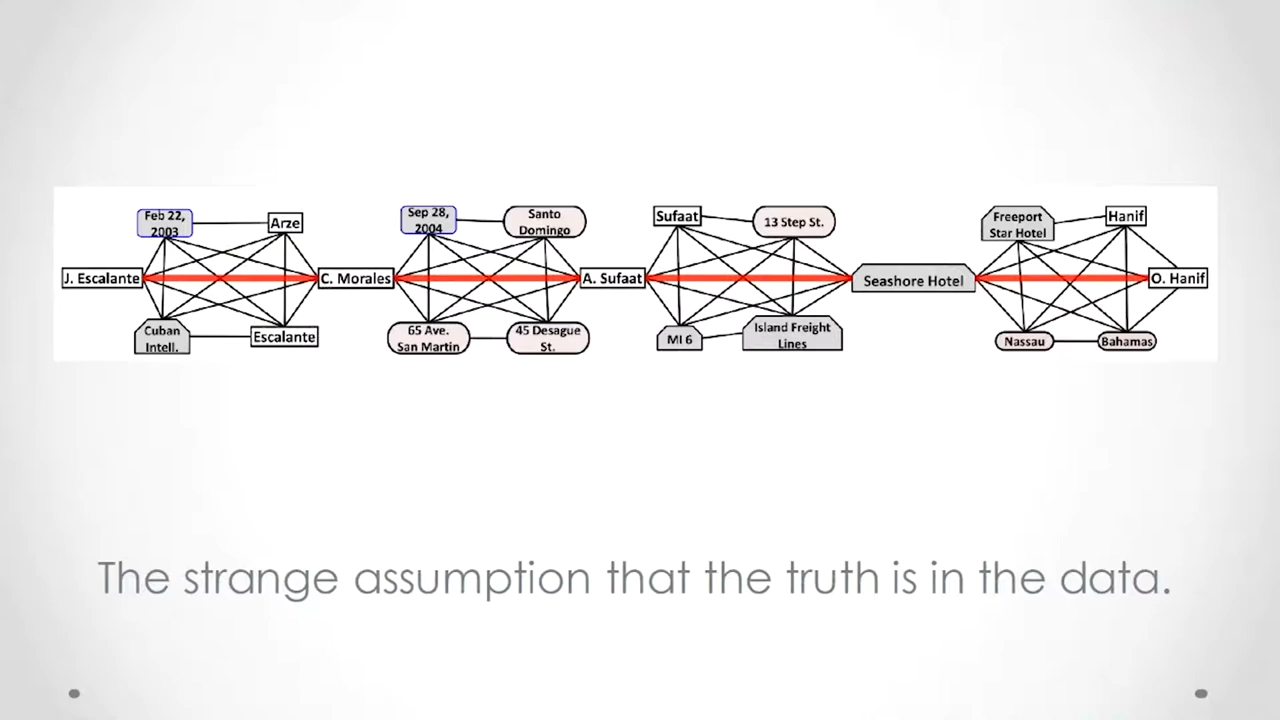 Feb 22,
2003
Arze
J. Escalante
C. Morales
Cuban
Intell.
Escalante
Sep 28,
2004
Santo
Domingo
A. Sufaat
65 Ave.
San Martin
45 Desague
St.
Sufaat
13 Step St.
Seashore Hotel
MI 6
Island Freight
Lines
Freeport
Star Hotel
Hanif
O. Hanif
Nassau
Bahamas
The strange assumption that the truth is in the data.